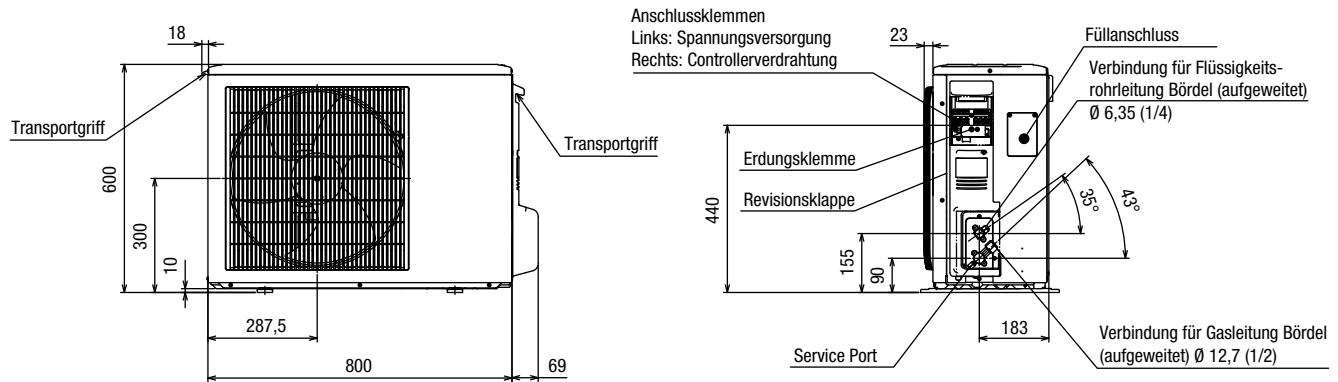 18
Transportgriff
600
300
10
287,5
800
69
Transportgriff
Anschlussklemmen
Links: Spannungsversorgung
Rechts: Controllerverdrahtung
23
Füllanschluss
Verbindung für Flüssigkeits-
rohrleitung Bördel (aufgeweitet)
Ø 6,35 (1/4)
Erdungsklemme
Revisionsklappe
440
155
90
35°
43°
183
Service Port
Verbindung für Gasleitung Bördel
(aufgeweitet) Ø 12,7 (1/2)